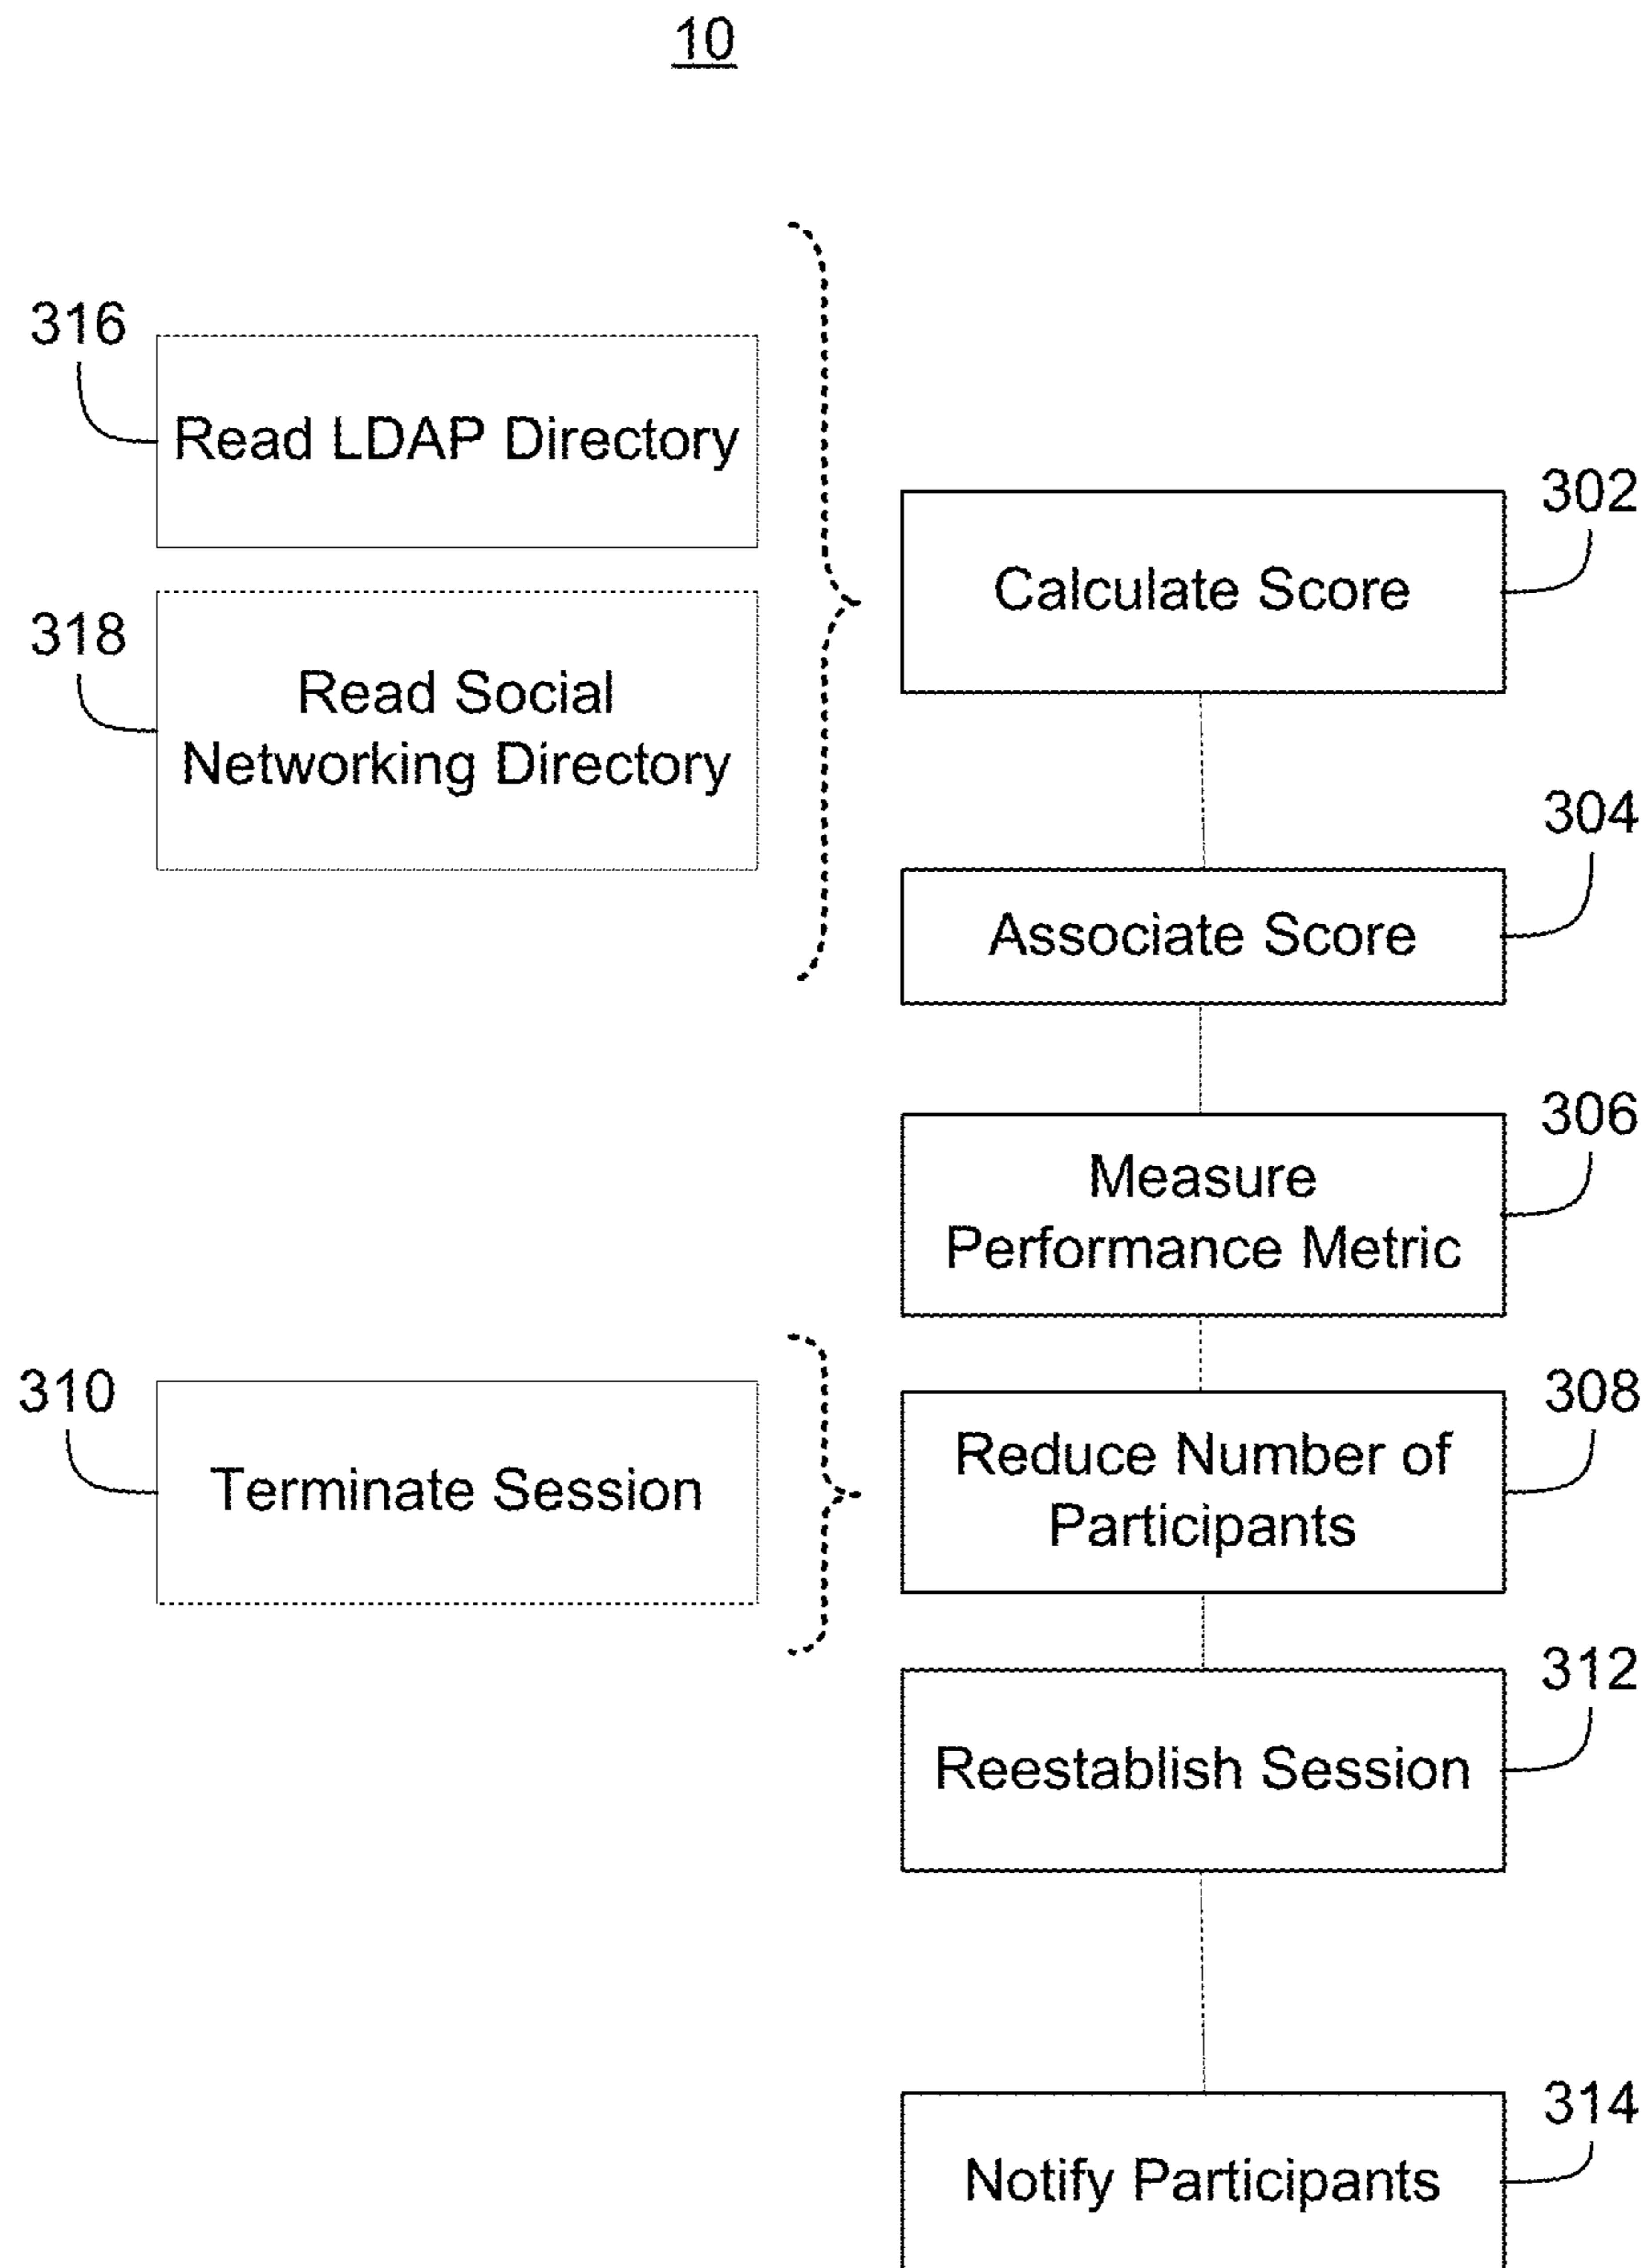 10
316
Read LDAP Directory
302
Calculate Score
318
Read Social
Networking Directory
304
Associate Score
306
Measure
Performance Metric
310
Terminate Session
308
Reduce Number of
Participants
312
Reestablish Session
314
Notify Participants